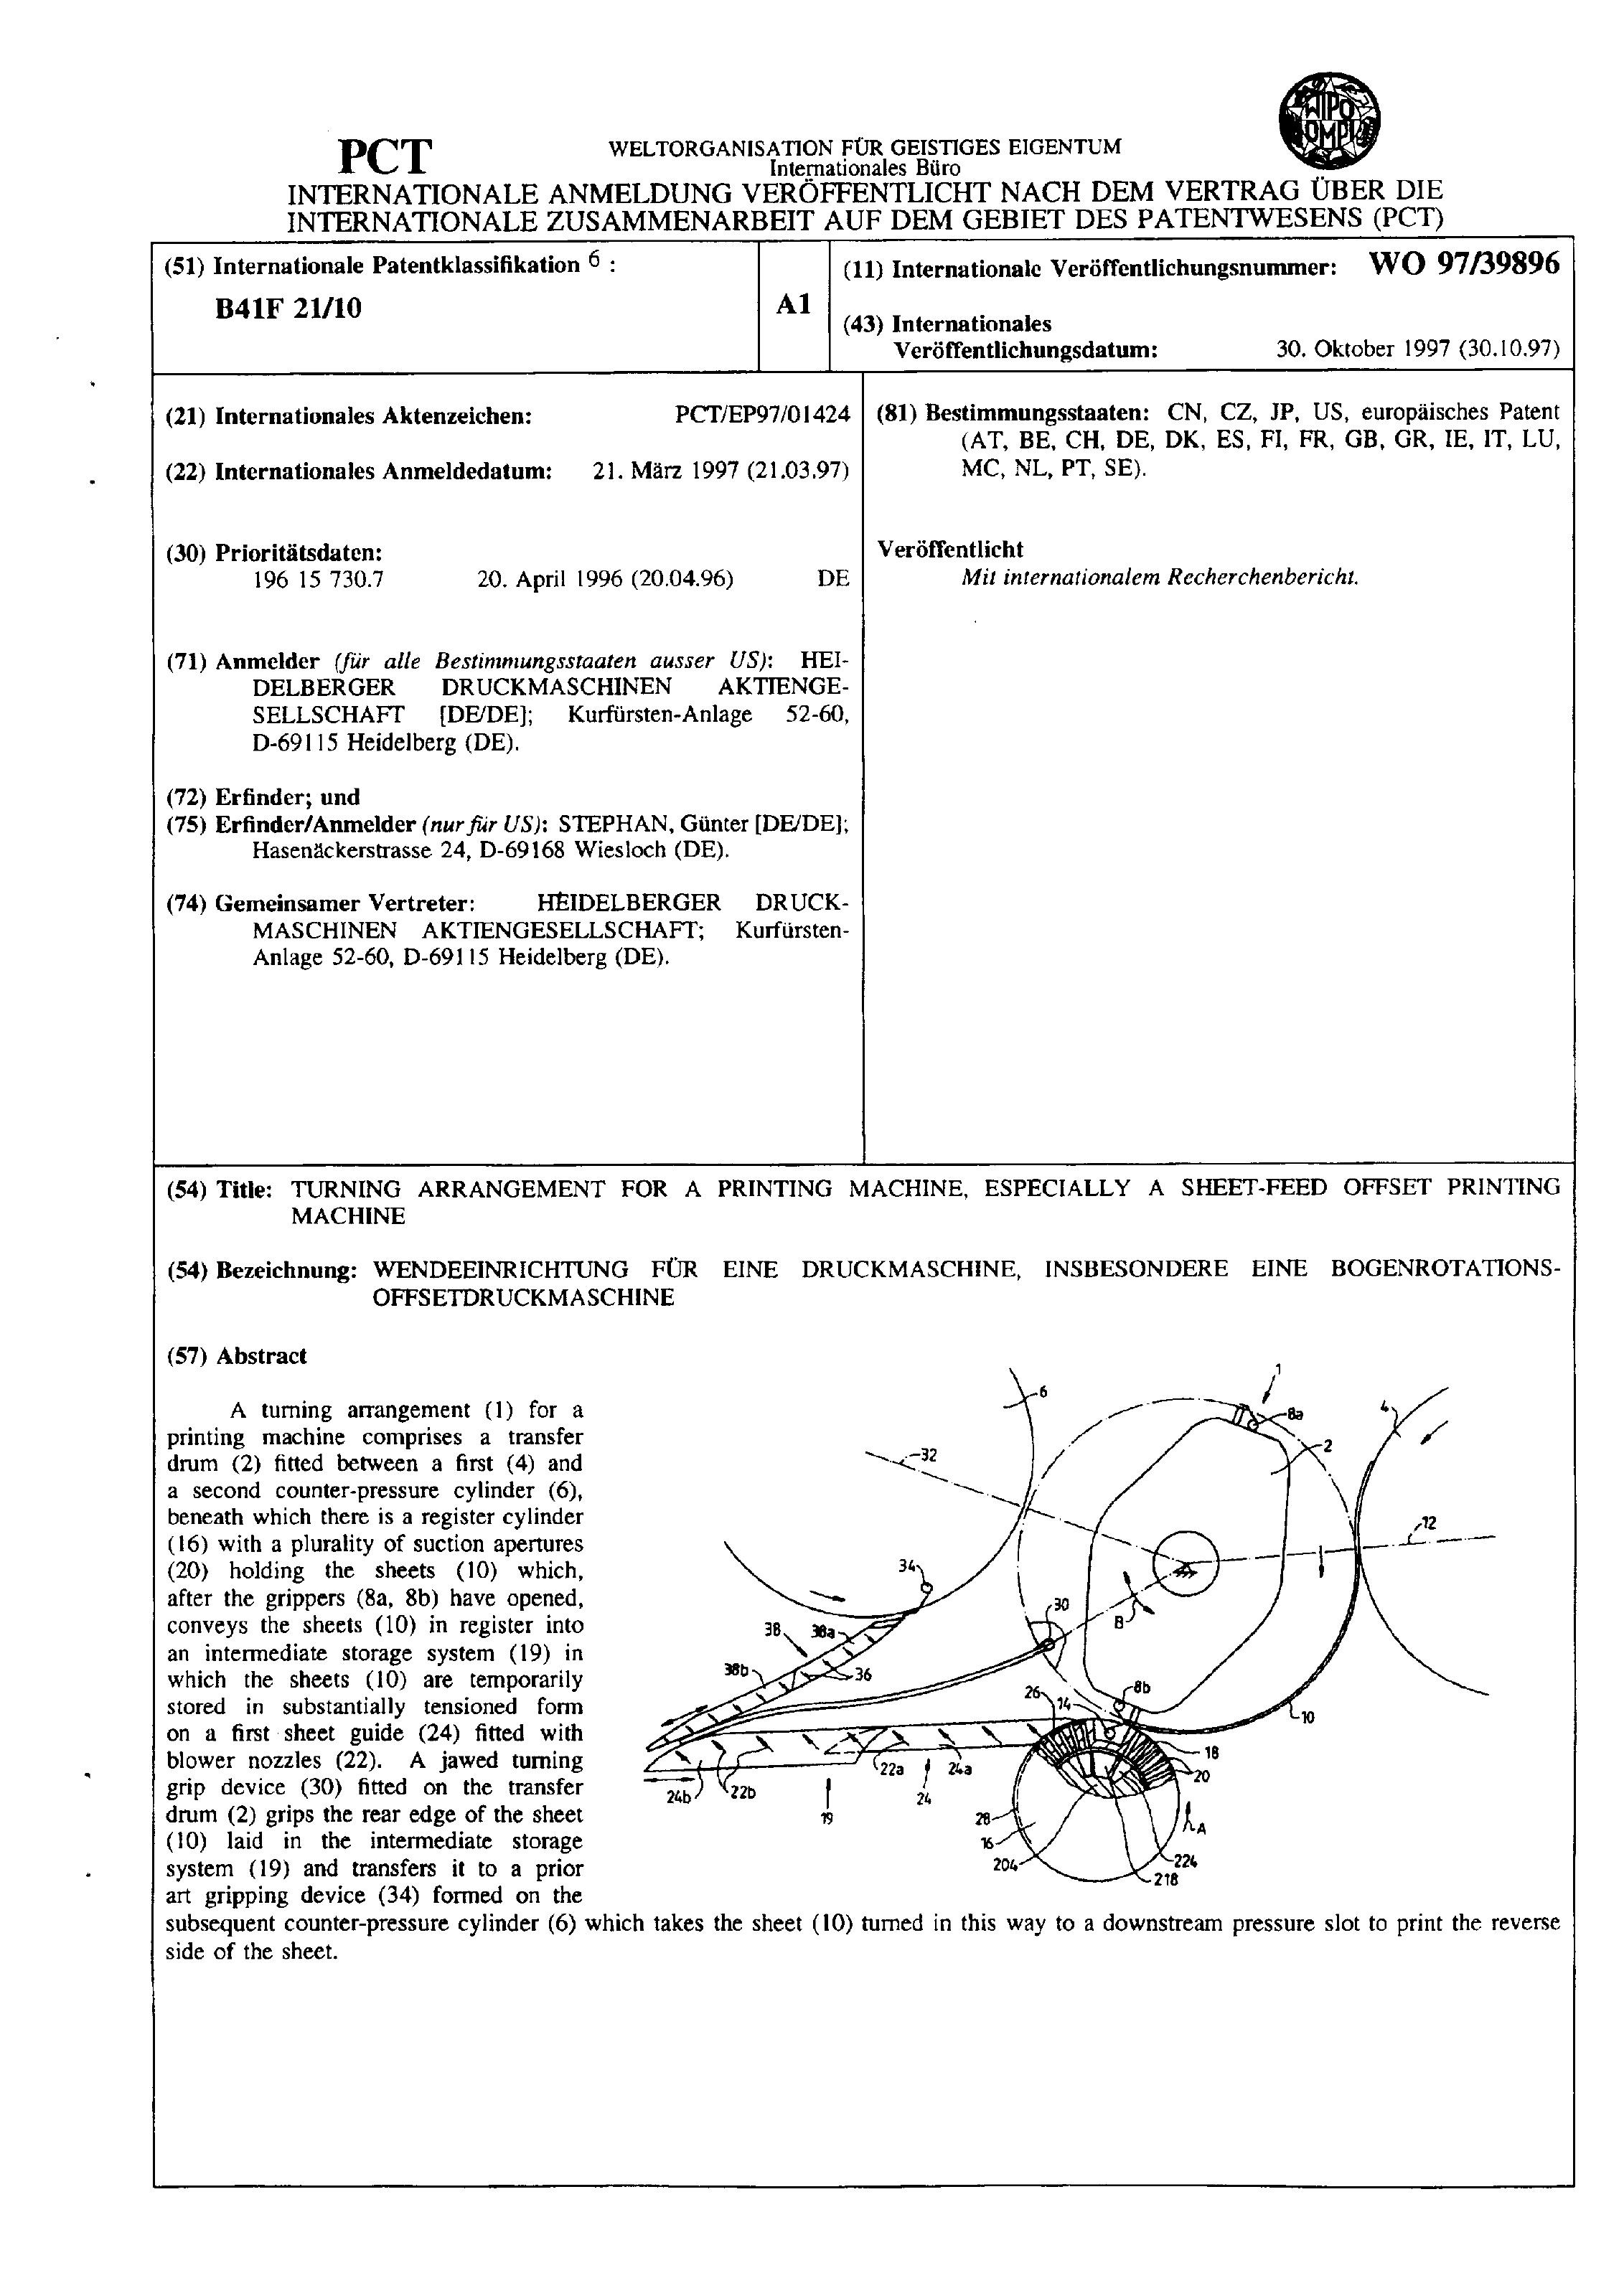 WIPO
OMPI
PCT
WELTORGANISATION FÜR GEISTIGES EIGENTUM
Internationales Büro
INTERNATIONALE ANMELDUNG VERÖFFENTLICHT NACH DEM VERTRAG ÜBER DIE
INTERNATIONALE ZUSAMMENARBEIT AUF DEM GEBIET DES PATENTWESENS (PCT)
(51) Internationale Patentklassifikation 6 :
B41F 21/10
A1
(11) Internationale Veröffentlichungsnummer: WO 97/39896
(43) Internationales
Veröffentlichungsdatum: 30. Oktober 1997 (30.10.97)
(21) Internationales Aktenzeichen: PCT/EP97/01424
(22) Internationales Anmeldedatum: 21. März 1997 (21.03.97)
(30) Prioritätsdaten:
196 15 730.7 20. April 1996 (20.04.96) DE
(71) Anmelder (für alle Bestimmungsstaaten ausser US): HEI-
DELBERGER DRUCKMASCHINEN AKTIENGE-
SELLSCHAFT [DE/DE]; Kurfürsten-Anlage 52-60,
D-69115 Heidelberg (DE).
(72) Erfinder; und
(75) Erfinder/Anmelder (nur für US): STEPHAN, Günter [DE/DE];
Hasenäckerstrasse 24, D-69168 Wiesloch (DE).
(74) Gemeinsamer Vertreter: HEIDELBERGER DRUCK-
MASCHINEN AKTIENGESELLSCHAFT; Kurfürsten-
Anlage 52-60, D-69115 Heidelberg (DE).
(81) Bestimmungsstaaten: CN, CZ, JP, US, europäisches Patent
(AT, BE, CH, DE, DK, ES, FI, FR, GB, GR, IE, IT, LU,
MC, NL, PT, SE).
Veröffentlicht
Mit internationalem Recherchenbericht.
(54) Title: TURNING ARRANGEMENT FOR A PRINTING MACHINE, ESPECIALLY A SHEET-FEED OFFSET PRINTING
MACHINE
(54) Bezeichnung: WENDEEINRICHTUNG FÜR EINE DRUCKMASCHINE, INSBESONDERE EINE BOGENROTATIONS-
OFFSETDRUCKMASCHINE
(57) Abstract
A turning arrangement (1) for a
printing machine comprises a transfer
drum (2) fitted between a first (4) and
a second counter-pressure cylinder (6),
beneath which there is a register cylinder
(16) with a plurality of suction apertures
(20) holding the sheets (10) which,
after the grippers (8a, 8b) have opened,
conveys the sheets (10) in register into
an intermediate storage system (19) in
which the sheets (10) are temporarily
stored in substantially tensioned form
on a first sheet guide (24) fitted with
blower nozzles (22). A jawed turning
grip device (30) fitted on the transfer
drum (2) grips the rear edge of the sheet
(10) laid in the intermediate storage
system (19) and transfers it to a prior
art gripping device (34) formed on the
subsequent counter-pressure cylinder (6) which takes the sheet (10) turned in this way to a downstream pressure slot to print the reverse
side of the sheet.
1
6
8a
4
2
32
12
34
30
B
38
38a
38b
36
26
14
8b
10
18
20
22a
24a
24b
22b
24
19
28
16
A
204
224
218